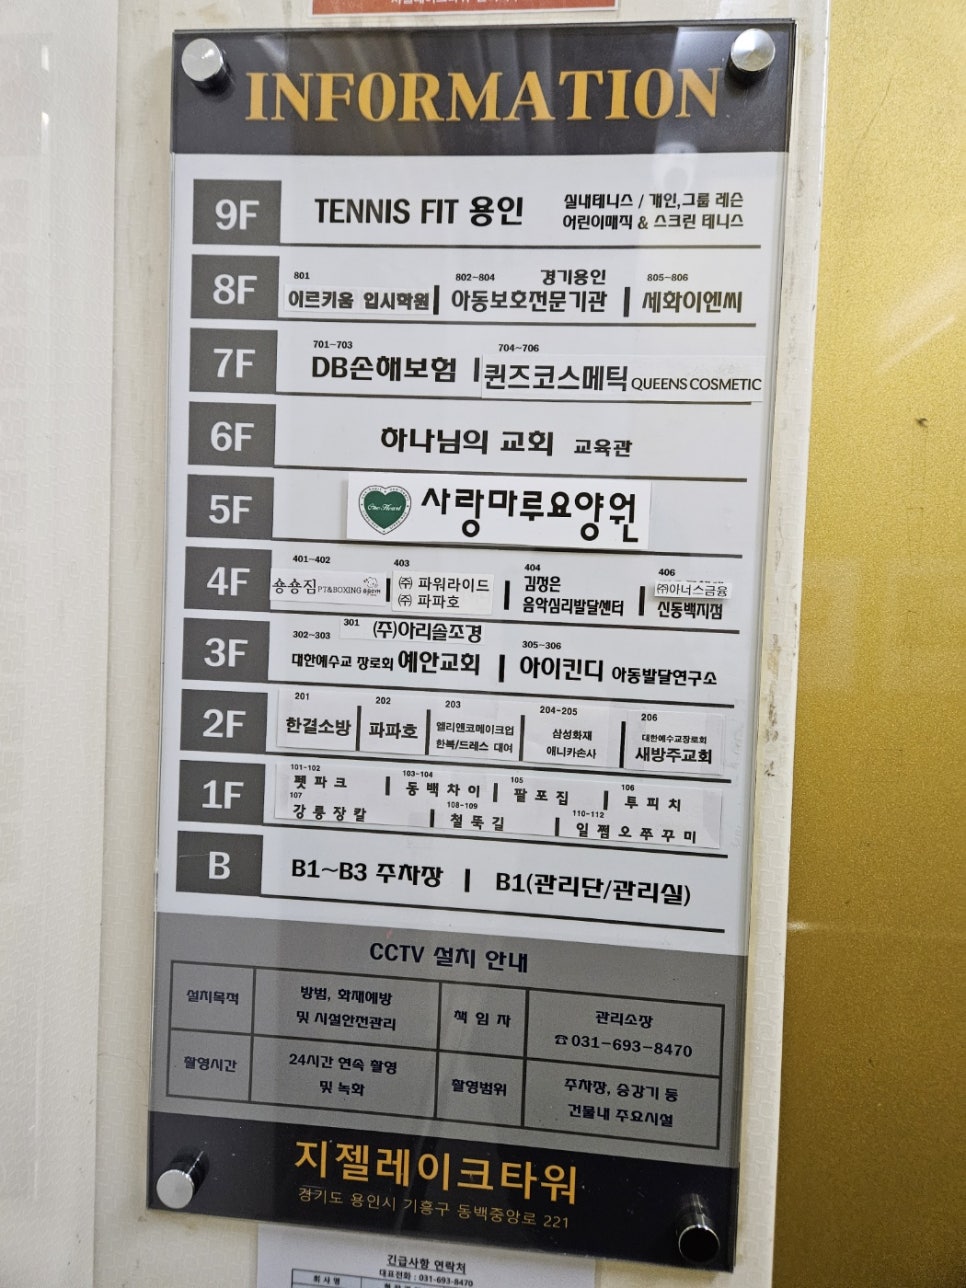 INFORMATION
9F
TENNIS FIT 용인
실내테니스 / 개인,그룹 레슨
어린이매직 & 스크린 테니스
8F
801
이르키움 입시학원
802~804
경기용인
아동보호전문기관
805~806
세화이엔씨
7F
701~703
DB손해보험
704~706
퀸즈코스메틱 QUEENS COSMETIC
6F
하나님의 교회 교육관
5F
사랑마루요양원
4F
401~402
숑숑짐 PT&BOXING
403
㈜ 파워라이드
㈜ 파파호
404
김정은
음악심리발달센터
406
㈜아너스금융
신동백지점
3F
301 (주)아리솔조경
302~303
대한예수교 장로회 예안교회
305~306
아이킨디 아동발달연구소
2F
201
한결소방
202
파파호
203
엘리앤코메이크업
한복/드레스 대여
204-205
삼성화재
애니카손사
206
대한예수교장로회
새방주교회
1F
101-102
펫파크
103-104
동백차이
105
팔포집
106
투피치
107
강릉장칼
108-109
철뚝길
110-112
일쩜오쭈꾸미
B
B1~B3 주차장
B1(관리단/관리실)
CCTV 설치 안내
설치목적
방범, 화재예방
및 시설안전관리
책 임 자
관리소장
☎031-693-8470
촬영시간
24시간 연속 촬영
및 녹화
촬영범위
주차장, 승강기 등
건물내 주요시설
지젤레이크타워
경기도 용인시 기흥구 동백중앙로 221
긴급사항 연락처
대표전화 : 031-693-8470
회 사 명